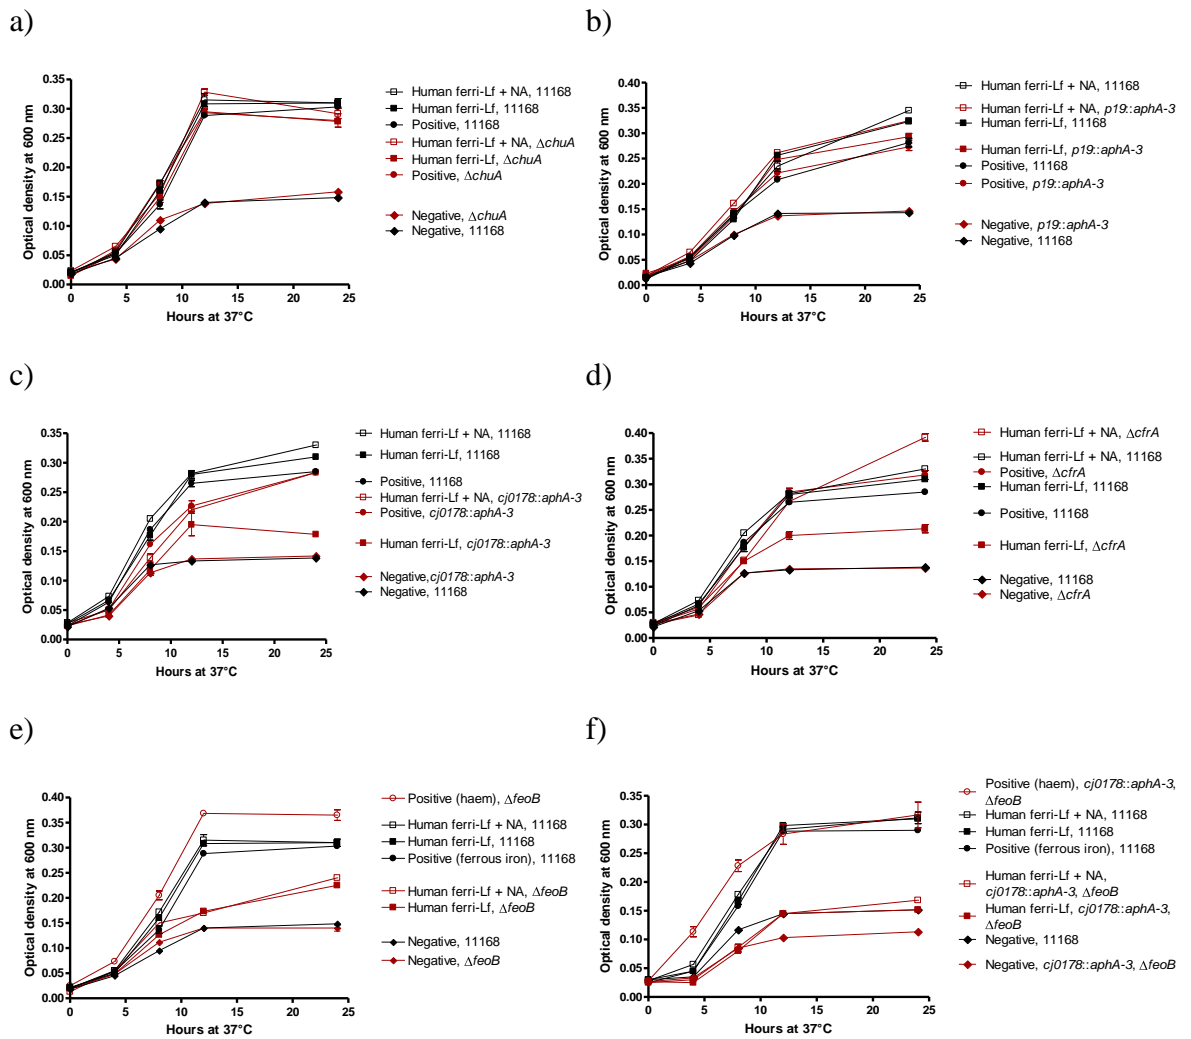 a)
0.35
0.30
0.25
0.20
0.15
0.10
0.05
0.00
0 5 10 15 20 25
Optical density at 600 nm
Hours at 37°C
Human ferri-Lf + NA, 11168
Human ferri-Lf, 11168
Positive, 11168
Human ferri-Lf + NA, ΔchuA
Human ferri-Lf, ΔchuA
Positive, ΔchuA
Negative, ΔchuA
Negative, 11168
b)
0.40
0.35
0.30
0.25
0.20
0.15
0.10
0.05
0.00
0 5 10 15 20 25
Optical density at 600 nm
Hours at 37°C
Human ferri-Lf + NA, 11168
Human ferri-Lf + NA, p19::aphA-3
Human ferri-Lf, 11168
Human ferri-Lf, p19::aphA-3
Positive, 11168
Positive, p19::aphA-3
Negative, p19::aphA-3
Negative, 11168
c)
0.35
0.30
0.25
0.20
0.15
0.10
0.05
0.00
0 5 10 15 20 25
Optical density at 600 nm
Hours at 37°C
Human ferri-Lf + NA, 11168
Human ferri-Lf, 11168
Positive, 11168
Human ferri-Lf + NA, cj0178::aphA-3
Positive, cj0178::aphA-3
Human ferri-Lf, cj0178::aphA-3
Negative,cj0178::aphA-3
Negative, 11168
d)
0.40
0.35
0.30
0.25
0.20
0.15
0.10
0.05
0.00
0 5 10 15 20 25
Optical density at 600 nm
Hours at 37°C
Human ferri-Lf + NA, ΔcfrA
Human ferri-Lf + NA, 11168
Positive, ΔcfrA
Human ferri-Lf, 11168
Positive, 11168
Human ferri-Lf, ΔcfrA
Negative, 11168
Negative, ΔcfrA
e)
0.40
0.35
0.30
0.25
0.20
0.15
0.10
0.05
0.00
0 5 10 15 20 25
Optical density at 600 nm
Hours at 37°C
Positive (haem), ΔfeoB
Human ferri-Lf + NA, 11168
Human ferri-Lf, 11168
Positive (ferrous iron), 11168
Human ferri-Lf + NA, ΔfeoB
Human ferri-Lf, ΔfeoB
Negative, 11168
Negative, ΔfeoB
f)
0.35
0.30
0.25
0.20
0.15
0.10
0.05
0.00
0 5 10 15 20 25
Optical density at 600 nm
Hours at 37°C
Positive (haem), cj0178::aphA-3,
ΔfeoB
Human ferri-Lf + NA, 11168
Human ferri-Lf, 11168
Positive (ferrous iron), 11168
Human ferri-Lf + NA,
cj0178::aphA-3, ΔfeoB
Human ferri-Lf, cj0178::aphA-3,
ΔfeoB
Negative, 11168
Negative, cj0178::aphA-3, ΔfeoB